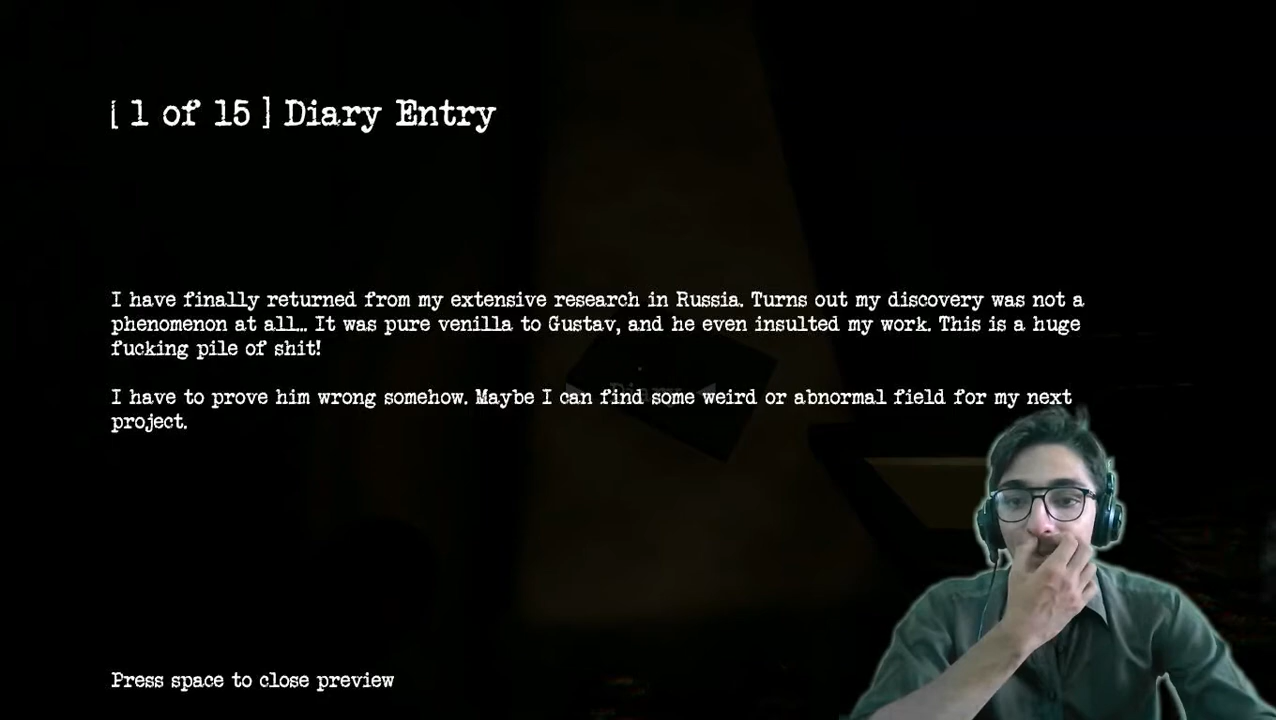 [ 1 of 15 ] Diary Entry
I have finally returned from my extensive research in Russia. Turns out my discovery was not a
phenomenon at all... It was pure venilla to Gustav, and he even insulted my work. This is a huge
fucking pile of shit!
I have to prove him wrong somehow. Maybe I can find some weird or abnormal field for my next
project.
Diary
Press space to close preview